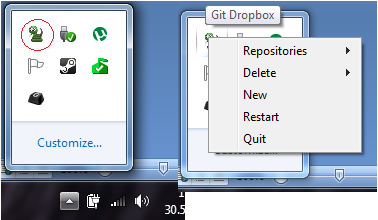 Git Dropbox
Repositories
Delete
New
Restart
Quit
Customize...
30.5